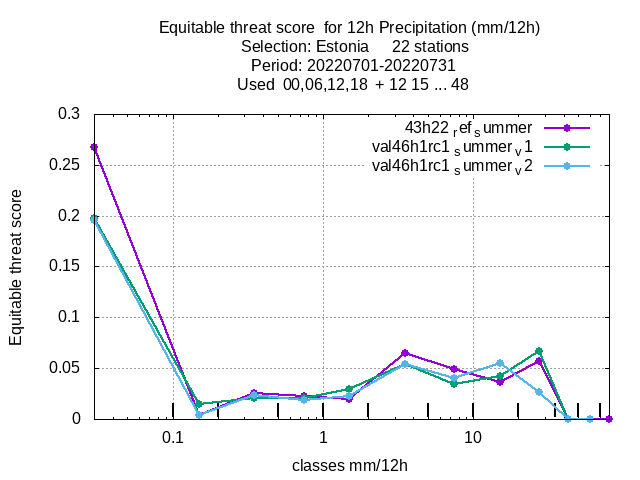 Equitable threat score  for 12h Precipitation (mm/12h)
Selection: Estonia     22 stations
Period: 20220701-20220731
Used  00,06,12,18  + 12 15 ... 48
43h22 ref summer
val46h1rc1 summer v1
val46h1rc1 summer v2
Equitable threat score
0.3
0.25
0.2
0.15
0.1
0.05
0
0.1 1 10
classes mm/12h